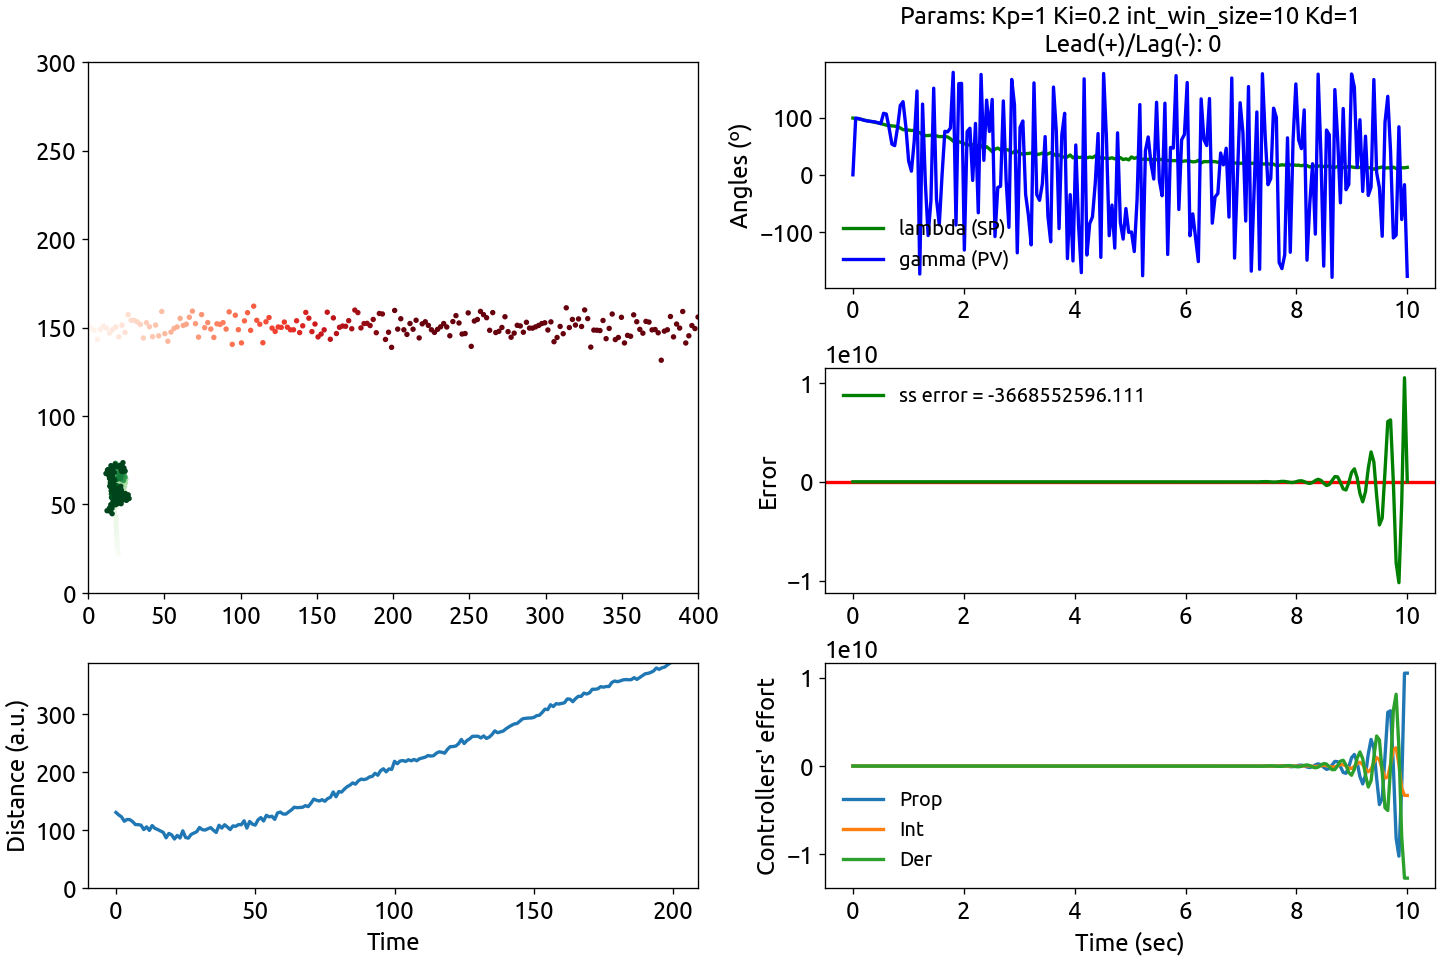 Params: Kp=1 Ki=0.2 int_win_size=10 Kd=1
Lead(+)/Lag(-): 0
300
250
200
150
100
50
0
0 50 100 150 200 250 300 350 400
Angles (°)
100
0
−100
lambda (SP)
gamma (PV)
0 2 4 6 8 10
1e10
Error
1
0
−1
ss error = -3668552596.111
0 2 4 6 8 10
Distance (a.u.)
300
200
100
0
0 50 100 150 200
Time
1e10
Controllers' effort
1
0
−1
Prop
Int
Der
0 2 4 6 8 10
Time (sec)